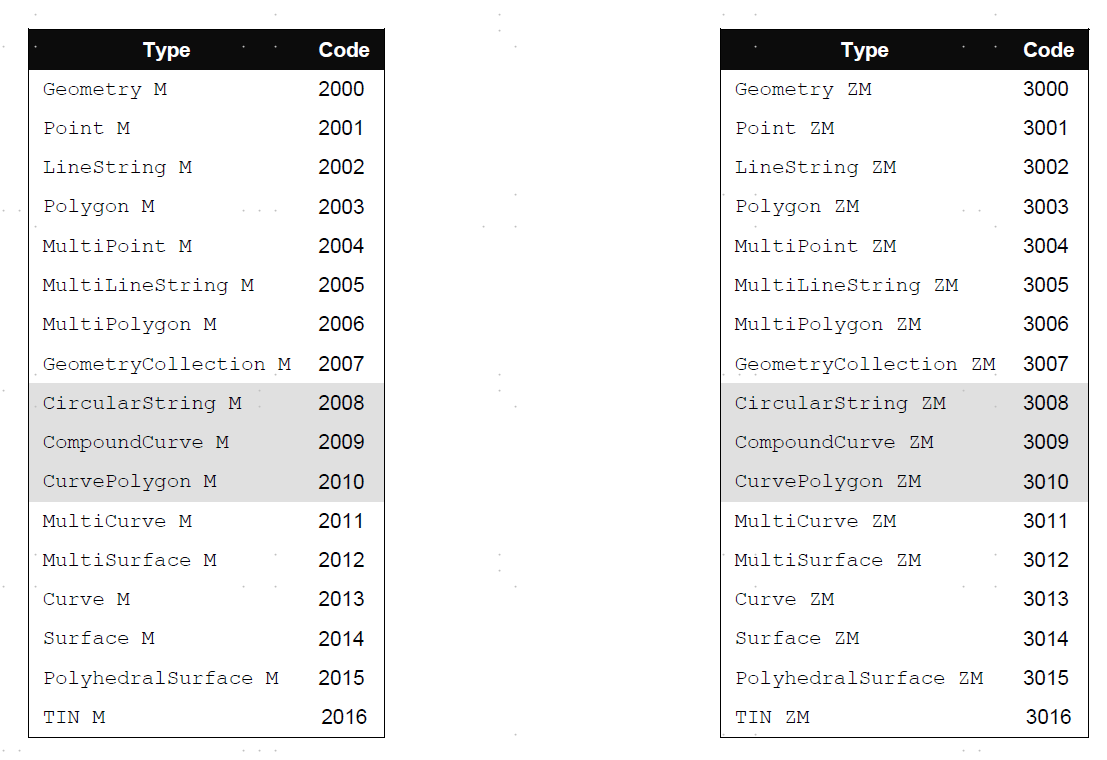 Type Code
Geometry M 2000
Point M 2001
LineString M 2002
Polygon M 2003
MultiPoint M 2004
MultiLineString M 2005
MultiPolygon M 2006
GeometryCollection M 2007
CircularString M 2008
CompoundCurve M 2009
CurvePolygon M 2010
MultiCurve M 2011
MultiSurface M 2012
Curve M 2013
Surface M 2014
PolyhedralSurface M 2015
TIN M 2016
Type Code
Geometry ZM 3000
Point ZM 3001
LineString ZM 3002
Polygon ZM 3003
MultiPoint ZM 3004
MultiLineString ZM 3005
MultiPolygon ZM 3006
GeometryCollection ZM 3007
CircularString ZM 3008
CompoundCurve ZM 3009
CurvePolygon ZM 3010
MultiCurve ZM 3011
MultiSurface ZM 3012
Curve ZM 3013
Surface ZM 3014
PolyhedralSurface ZM 3015
TIN ZM 3016